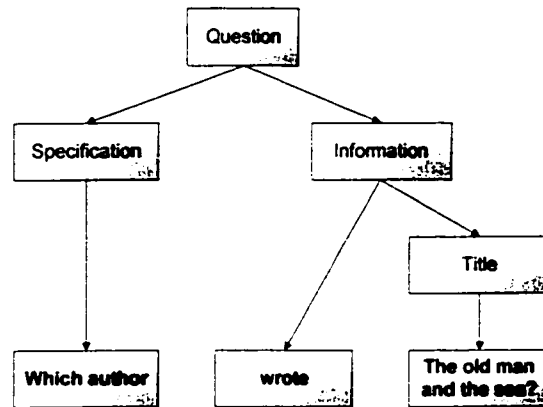 Question
Specification
Information
Title
Which author
wrote
The old man
and the sea?